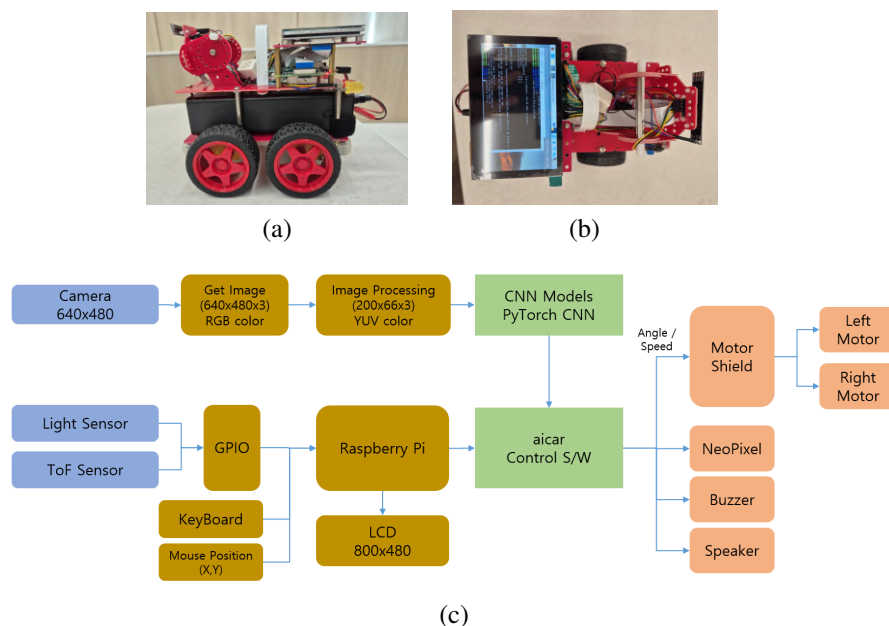 (a)
(b)
Camera
640x480
Get Image
(640x480x3)
RGB color
Image Processing
(200x66x3)
YUV color
CNN Models
PyTorch CNN
Angle /
Speed
Motor
Shield
Left
Motor
Right
Motor
Light Sensor
ToF Sensor
GPIO
Raspberry Pi
aicar
Control S/W
NeoPixel
Buzzer
Speaker
KeyBoard
Mouse Position
(X,Y)
LCD
800x480
(c)